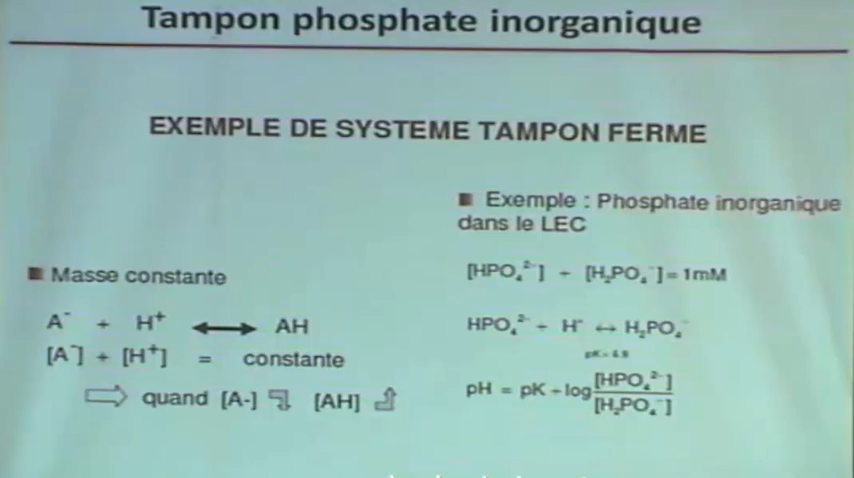 Tampon phosphate inorganique
EXEMPLE DE SYSTEME TAMPON FERME
■ Masse constante
A⁻ + H⁺ ↔ AH
[A⁻] + [H⁺] = constante
⇨ quand [A-] [AH]
■ Exemple : Phosphate inorganique
dans le LEC
[HPO₄²⁻] + [H₂PO₄⁻] = 1mM
HPO₄²⁻ + H⁺ ↔ H₂PO₄⁻
pH = pK + log [HPO₄²⁻]
[H₂PO₄⁻]